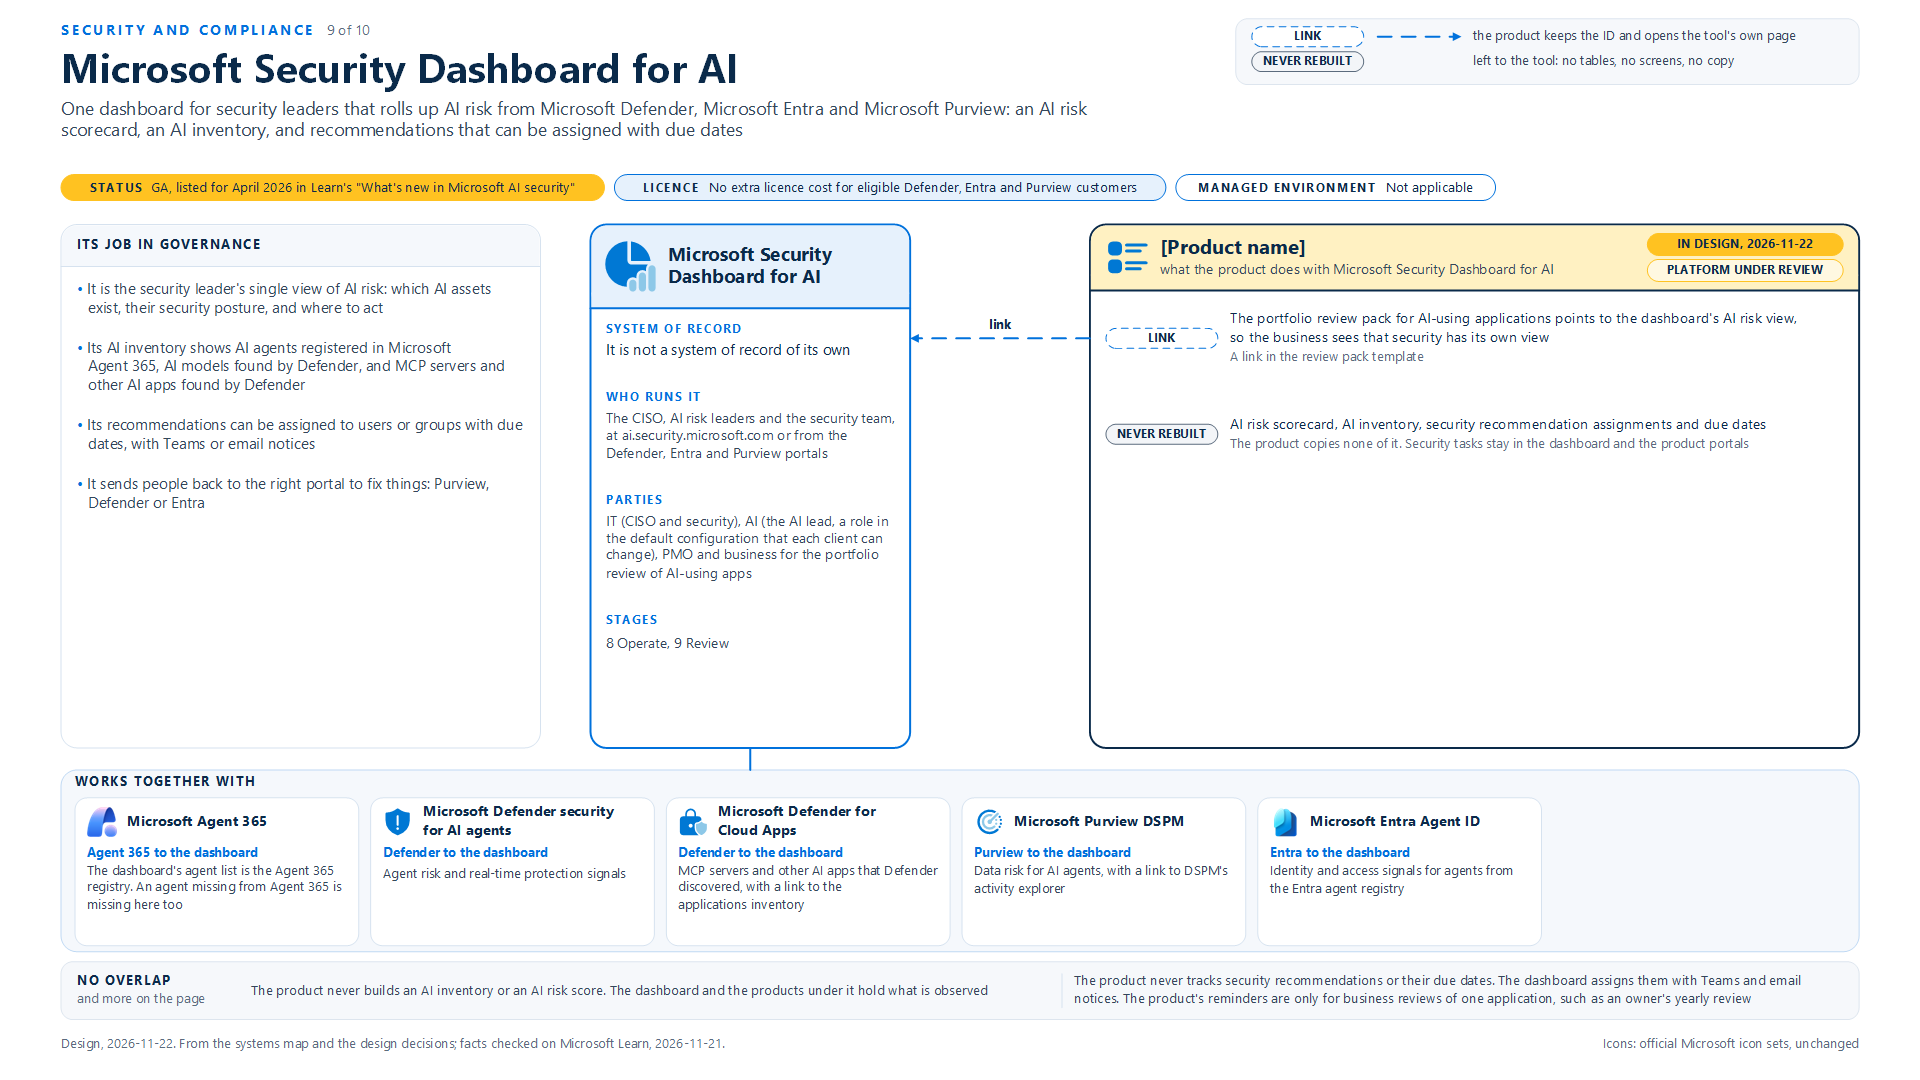 SECURITY AND COMPLIANCE 9 of 10
Microsoft Security Dashboard for AI
One dashboard for security leaders that rolls up AI risk from Microsoft Defender, Microsoft Entra and Microsoft Purview: an AI risk
scorecard, an AI inventory, and recommendations that can be assigned with due dates
LINK the product keeps the ID and opens the tool's own page
NEVER REBUILT left to the tool: no tables, no screens, no copy
STATUS GA, listed for April 2026 in Learn's "What's new in Microsoft AI security"
LICENCE No extra licence cost for eligible Defender, Entra and Purview customers
MANAGED ENVIRONMENT Not applicable
ITS JOB IN GOVERNANCE
• It is the security leader's single view of AI risk: which AI assets
exist, their security posture, and where to act
• Its AI inventory shows AI agents registered in Microsoft
Agent 365, AI models found by Defender, and MCP servers and
other AI apps found by Defender
• Its recommendations can be assigned to users or groups with due
dates, with Teams or email notices
• It sends people back to the right portal to fix things: Purview,
Defender or Entra
Microsoft Security
Dashboard for AI
SYSTEM OF RECORD
It is not a system of record of its own
WHO RUNS IT
The CISO, AI risk leaders and the security team,
at ai.security.microsoft.com or from the
Defender, Entra and Purview portals
PARTIES
IT (CISO and security), AI (the AI lead, a role in
the default configuration that each client can
change), PMO and business for the portfolio
review of AI-using apps
STAGES
8 Operate, 9 Review
link
[Product name]
what the product does with Microsoft Security Dashboard for AI
IN DESIGN, 2026-11-22
PLATFORM UNDER REVIEW
LINK
The portfolio review pack for AI-using applications points to the dashboard's AI risk view,
so the business sees that security has its own view
A link in the review pack template
NEVER REBUILT
AI risk scorecard, AI inventory, security recommendation assignments and due dates
The product copies none of it. Security tasks stay in the dashboard and the product portals
WORKS TOGETHER WITH
Microsoft Agent 365
Agent 365 to the dashboard
The dashboard's agent list is the Agent 365
registry. An agent missing from Agent 365 is
missing here too
Microsoft Defender security
for AI agents
Defender to the dashboard
Agent risk and real-time protection signals
Microsoft Defender for
Cloud Apps
Defender to the dashboard
MCP servers and other AI apps that Defender
discovered, with a link to the
applications inventory
Microsoft Purview DSPM
Purview to the dashboard
Data risk for AI agents, with a link to DSPM's
activity explorer
Microsoft Entra Agent ID
Entra to the dashboard
Identity and access signals for agents from
the Entra agent registry
NO OVERLAP
and more on the page
The product never builds an AI inventory or an AI risk score. The dashboard and the products under it hold what is observed
The product never tracks security recommendations or their due dates. The dashboard assigns them with Teams and email
notices. The product's reminders are only for business reviews of one application, such as an owner's yearly review
Design, 2026-11-22. From the systems map and the design decisions; facts checked on Microsoft Learn, 2026-11-21.
Icons: official Microsoft icon sets, unchanged